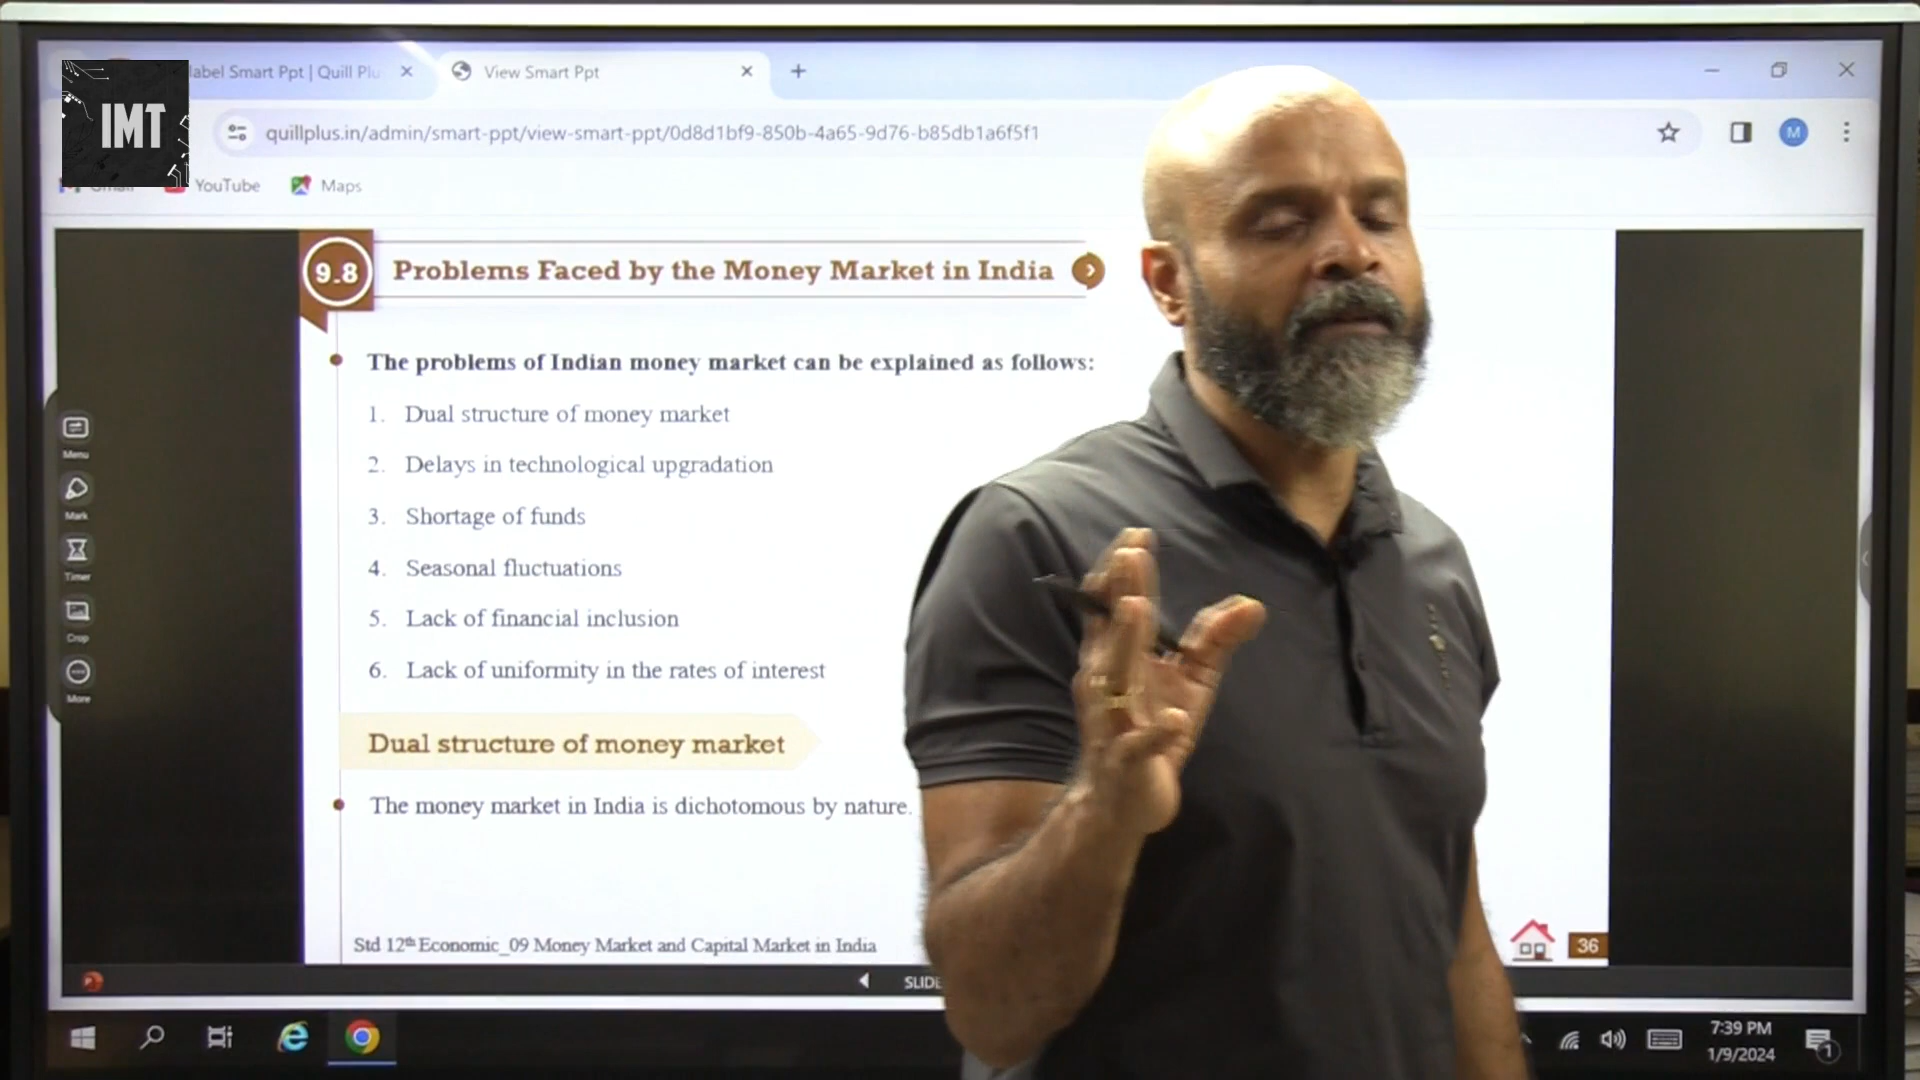 label Smart Ppt | Quill Plu
View Smart Ppt
IMT
quillplus.in/admin/smart-ppt/view-smart-ppt/0d8d1bf9-850b-4a65-9d76-b85db1a6f5f1
M
Gmail
YouTube
Maps
9.8
Problems Faced by the Money Market in India
The problems of Indian money market can be explained as follows:
1. Dual structure of money market
2. Delays in technological upgradation
3. Shortage of funds
4. Seasonal fluctuations
5. Lack of financial inclusion
6. Lack of uniformity in the rates of interest
Menu
Mark
Timer
Crop
More
Dual structure of money market
The money market in India is dichotomous by nature.
Std 12th Economic_09 Money Market and Capital Market in India
36
SLIDE
7:39 PM
1/9/2024
1